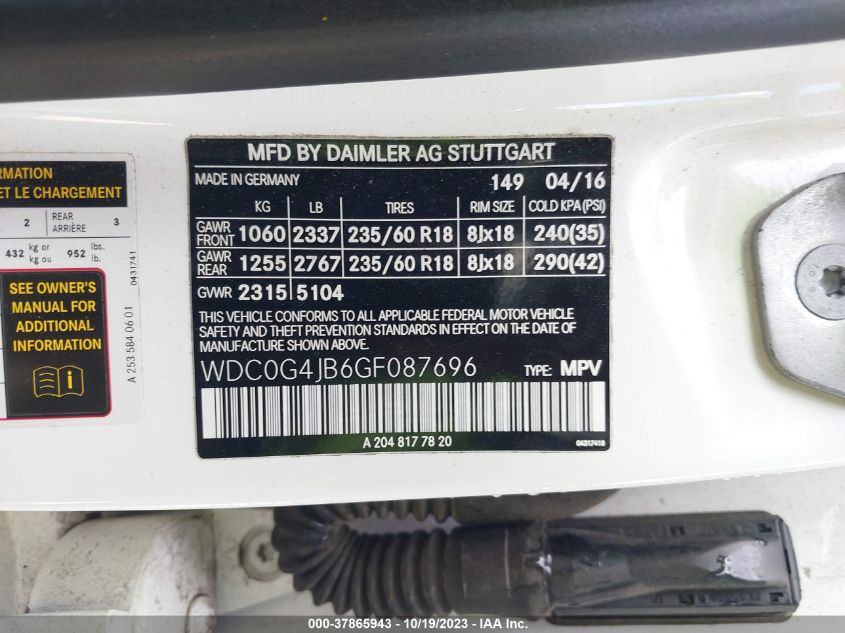 RMATION
ET LE CHARGEMENT
2 REAR ARRIÈRE 3
432 kg or kg ou 952 lbs. lb.
SEE OWNER'S
MANUAL FOR
ADDITIONAL
INFORMATION
A 253 584 06 01
0431741
MFD BY DAIMLER AG STUTTGART
MADE IN GERMANY 149 04/16
KG LB TIRES RIM SIZE COLD KPA (PSI)
GAWR FRONT 1060 2337 235/60 R18 8Jx18 240(35)
GAWR REAR 1255 2767 235/60 R18 8Jx18 290(42)
GVWR 2315 5104
THIS VEHICLE CONFORMS TO ALL APPLICABLE FEDERAL MOTOR VEHICLE
SAFETY AND THEFT PREVENTION STANDARDS IN EFFECT ON THE DATE OF
MANUFACTURE SHOWN ABOVE.
WDC0G4JB6GF087696 TYPE: MPV
A 204 817 78 20 0431741B
000-37865943 - 10/19/2023 - IAAI, Inc.